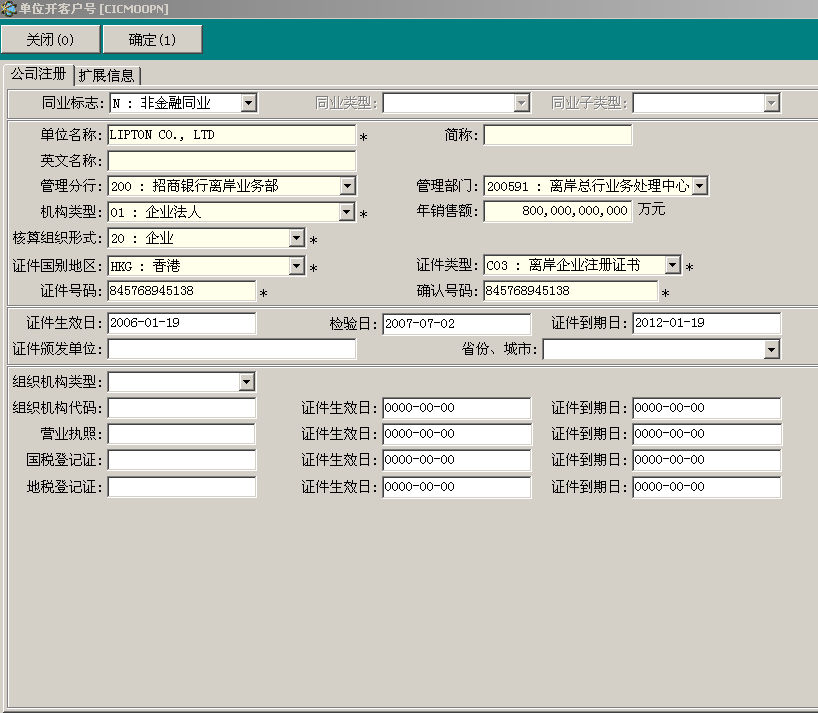 单位开客户号 [CICMOOPN]
关闭(0) 确定(1)
公司注册 扩展信息
同业标志: N : 非金融同业 同业类型: 同业子类型:
单位名称: LIPTON CO., LTD * 简称:
英文名称:
管理分行: 200 : 招商银行离岸业务部 管理部门: 200591 : 离岸总行业务处理中心
机构类型: 01 : 企业法人 * 年销售额: 800,000,000,000 万元
核算组织形式: 20 : 企业 *
证件国别地区: HKG : 香港 * 证件类型: C03 : 离岸企业注册证书 *
证件号码: 845768945138 * 确认号码: 845768945138 *
证件生效日: 2006-01-19 检验日: 2007-07-02 证件到期日: 2012-01-19
证件颁发单位: 省份、城市:
组织机构类型:
组织机构代码: 证件生效日: 0000-00-00 证件到期日: 0000-00-00
营业执照: 证件生效日: 0000-00-00 证件到期日: 0000-00-00
国税登记证: 证件生效日: 0000-00-00 证件到期日: 0000-00-00
地税登记证: 证件生效日: 0000-00-00 证件到期日: 0000-00-00